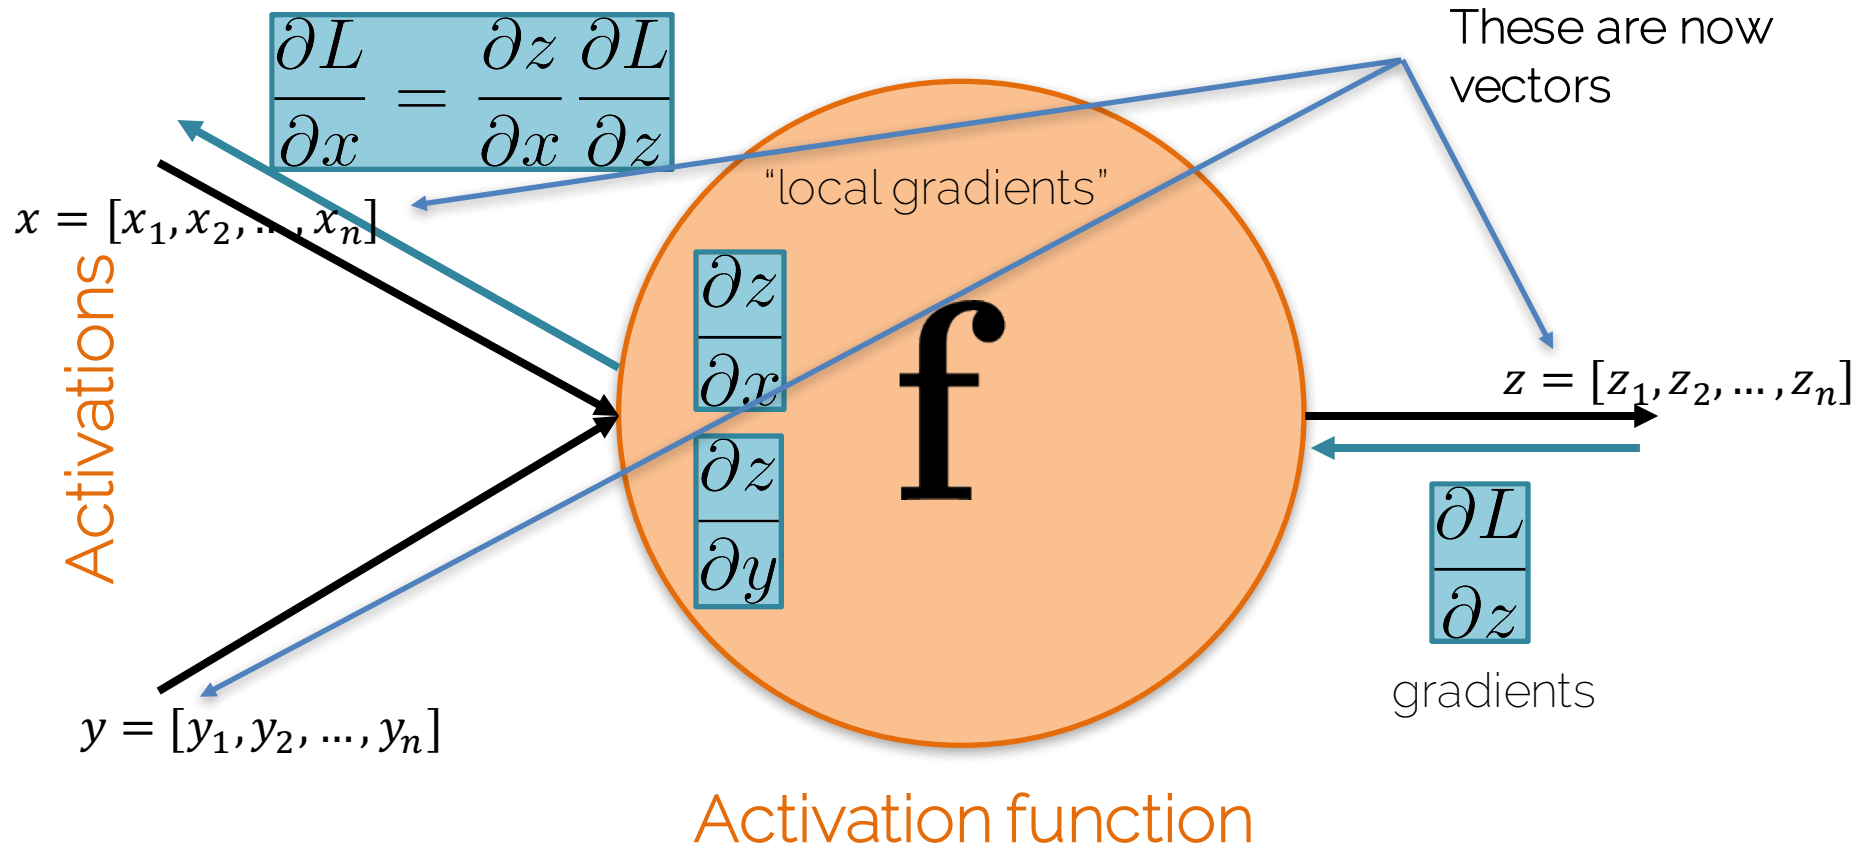 These are now
vectors
∂L/∂x = ∂z/∂x ∂L/∂z
“local gradients”
x = [x₁, x₂, … , xₙ]
Activations
∂z/∂x
f
∂z/∂y
z = [z₁, z₂, … , zₙ]
∂L/∂z
gradients
y = [y₁, y₂, … , yₙ]
Activation function